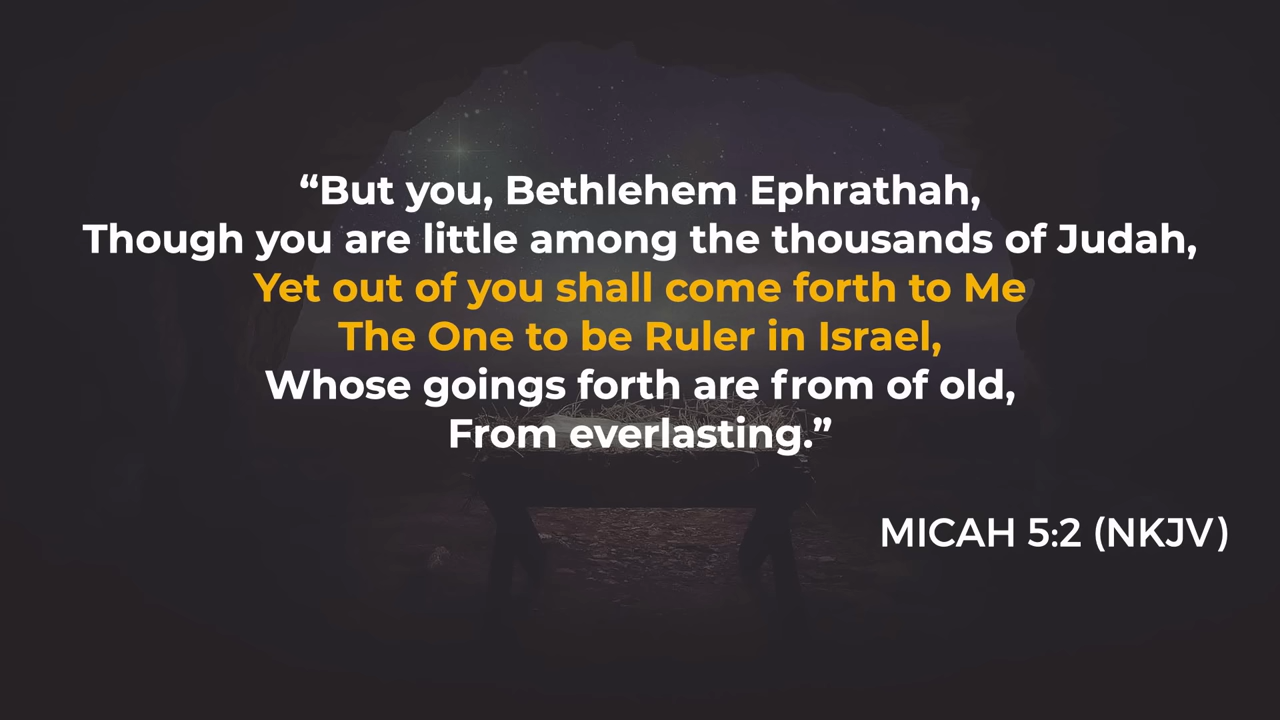 “But you, Bethlehem Ephrathah,
Though you are little among the thousands of Judah,
Yet out of you shall come forth to Me
The One to be Ruler in Israel,
Whose goings forth are from of old,
From everlasting.”
MICAH 5:2 (NKJV)